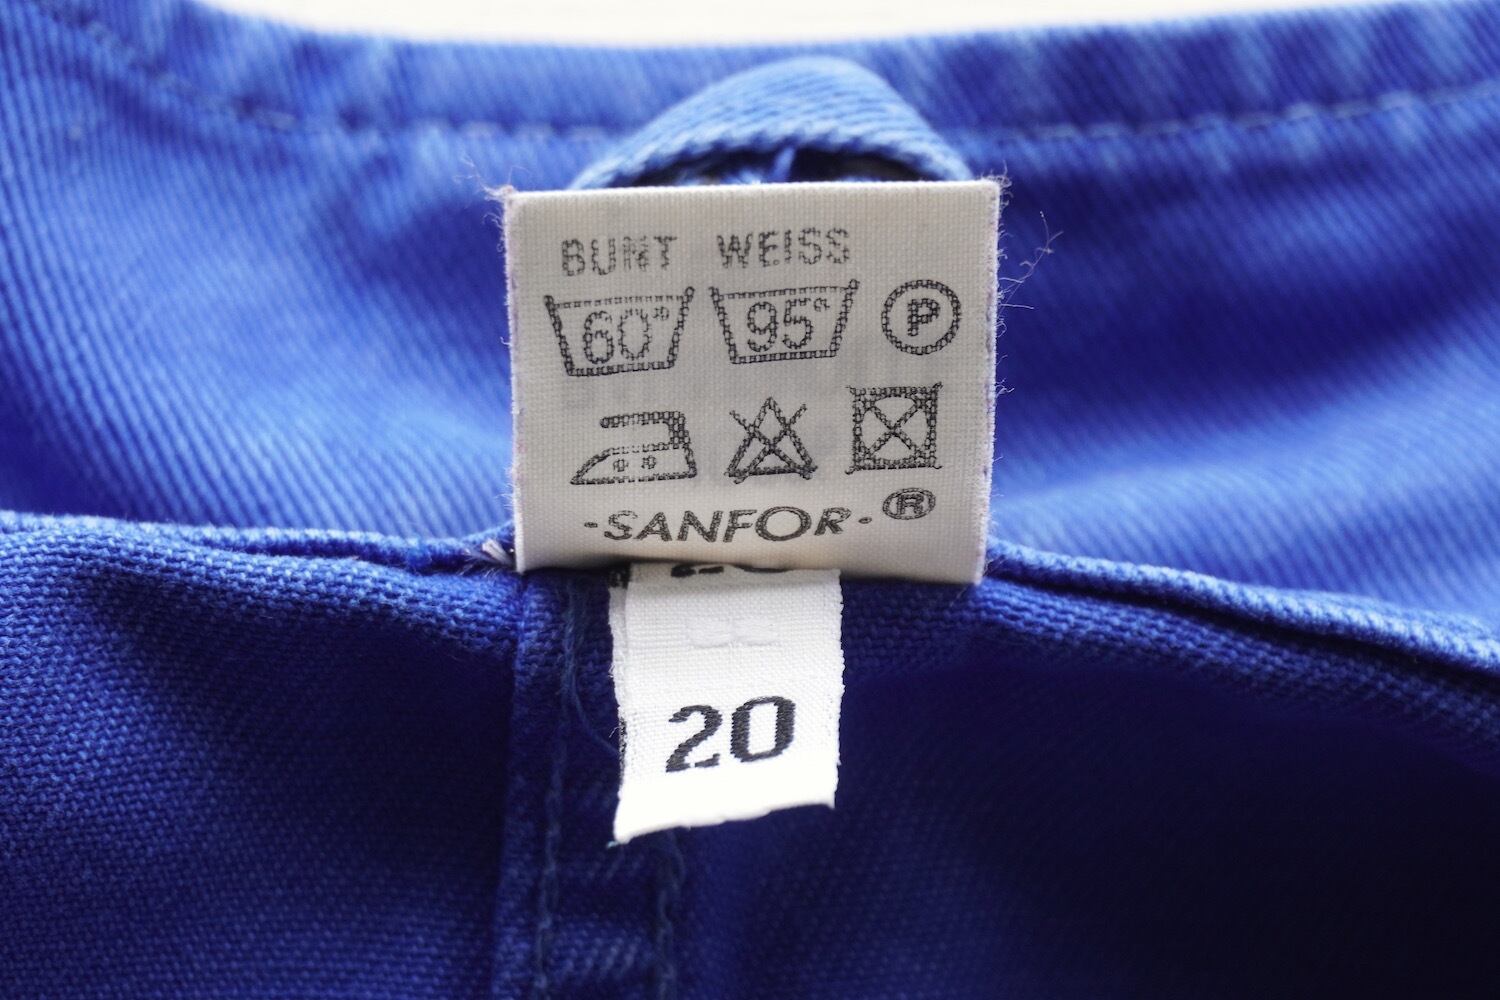 BUNT WEISS
60° 95° P
-SANFOR-®
20